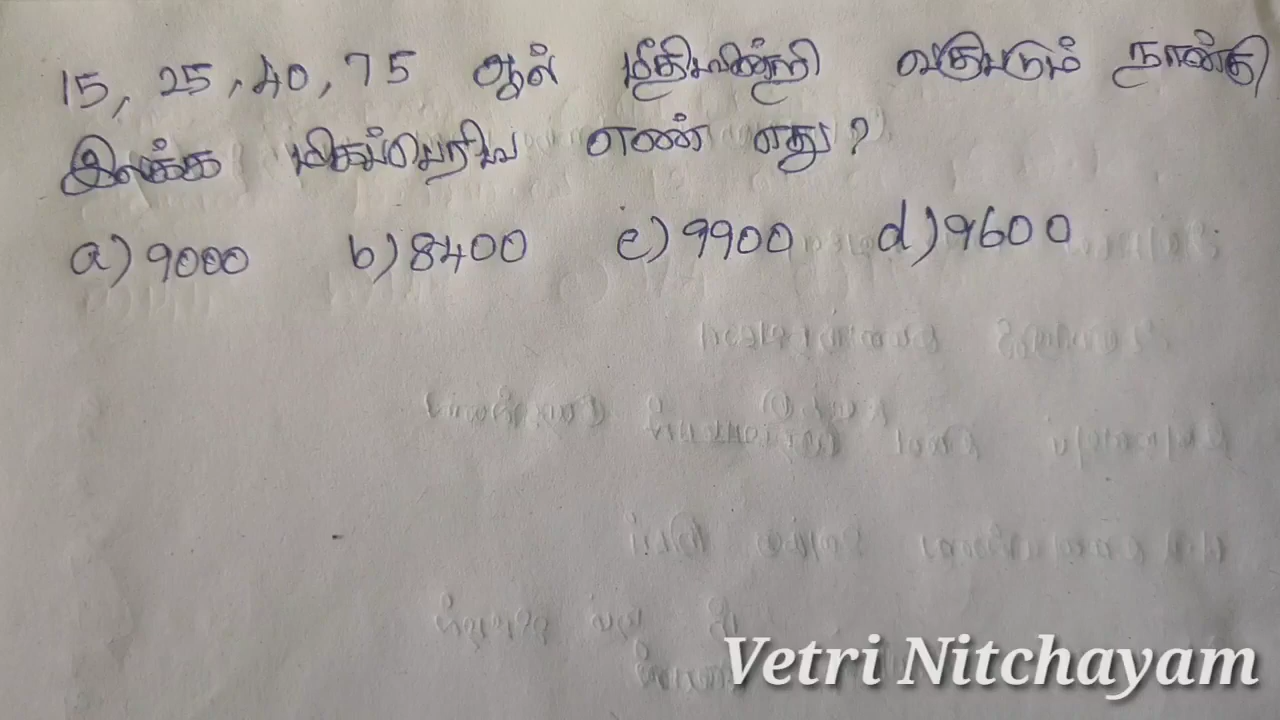 15, 25, 40, 75 ஆல் மீதியின்றி வகுபடும் நான்கு
இலக்க மிகப்பெரிய எண் எது?
a) 9000 b) 8400 c) 9900 d) 9600
Vetri Nitchayam